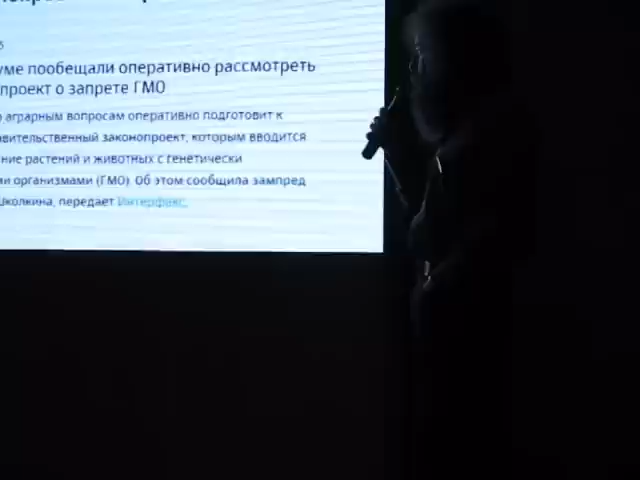 уме пообещали оперативно рассмотреть
проект о запрете ГМО
аграрным вопросам оперативно подготовит к
вительственный законопроект, которым вводится
ние растений и животных с генетически
ми организмами (ГМО). Об этом сообщила зампред
Школкина, передает Интерфакс.